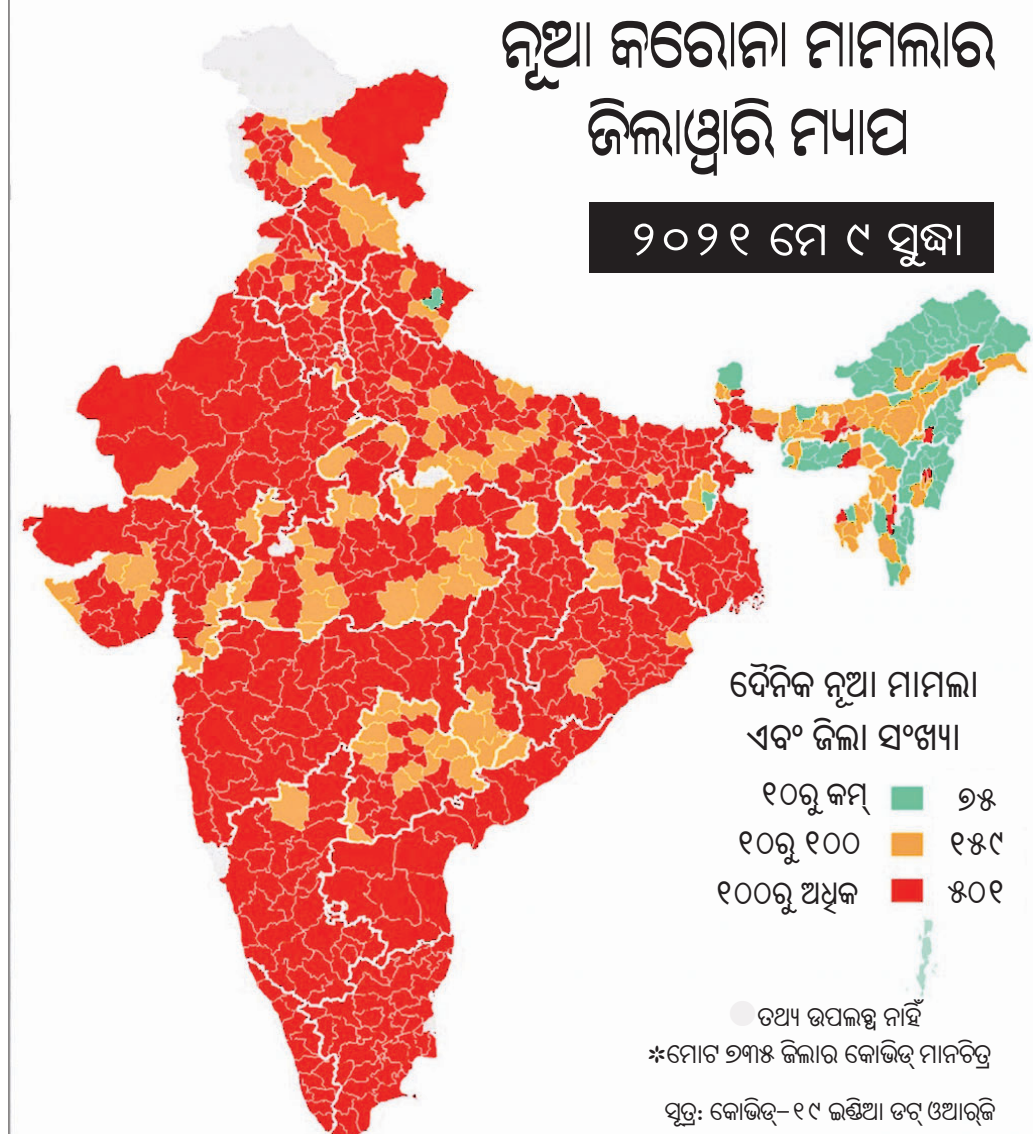 ନୂଆ କରୋନା ମାମଲାର
ଜିଲାୱାରି ମ୍ୟାପ
୨୦୨୧ ମେ ୯ ସୁଦ୍ଧା
ଦୈନିକ ନୂଆ ମାମଲା
ଏବଂ ଜିଲା ସଂଖ୍ୟା
୧୦ରୁ କମ୍ ୭୫
୧୦ରୁ ୧୦୦ ୧୫୯
୧୦୦ରୁ ଅଧିକ ୫୦୧
ତଥ୍ୟ ଉପଲବ୍ଧ ନାହିଁ
*ମୋଟ ୭୩୫ ଜିଲାର କୋଭିଡ୍ ମାନଚିତ୍ର
ସୂତ୍ର: କୋଭିଡ୍-୧୯ ଇଣ୍ଡିଆ ଡଟ୍ ଓଆର୍‌ଜି